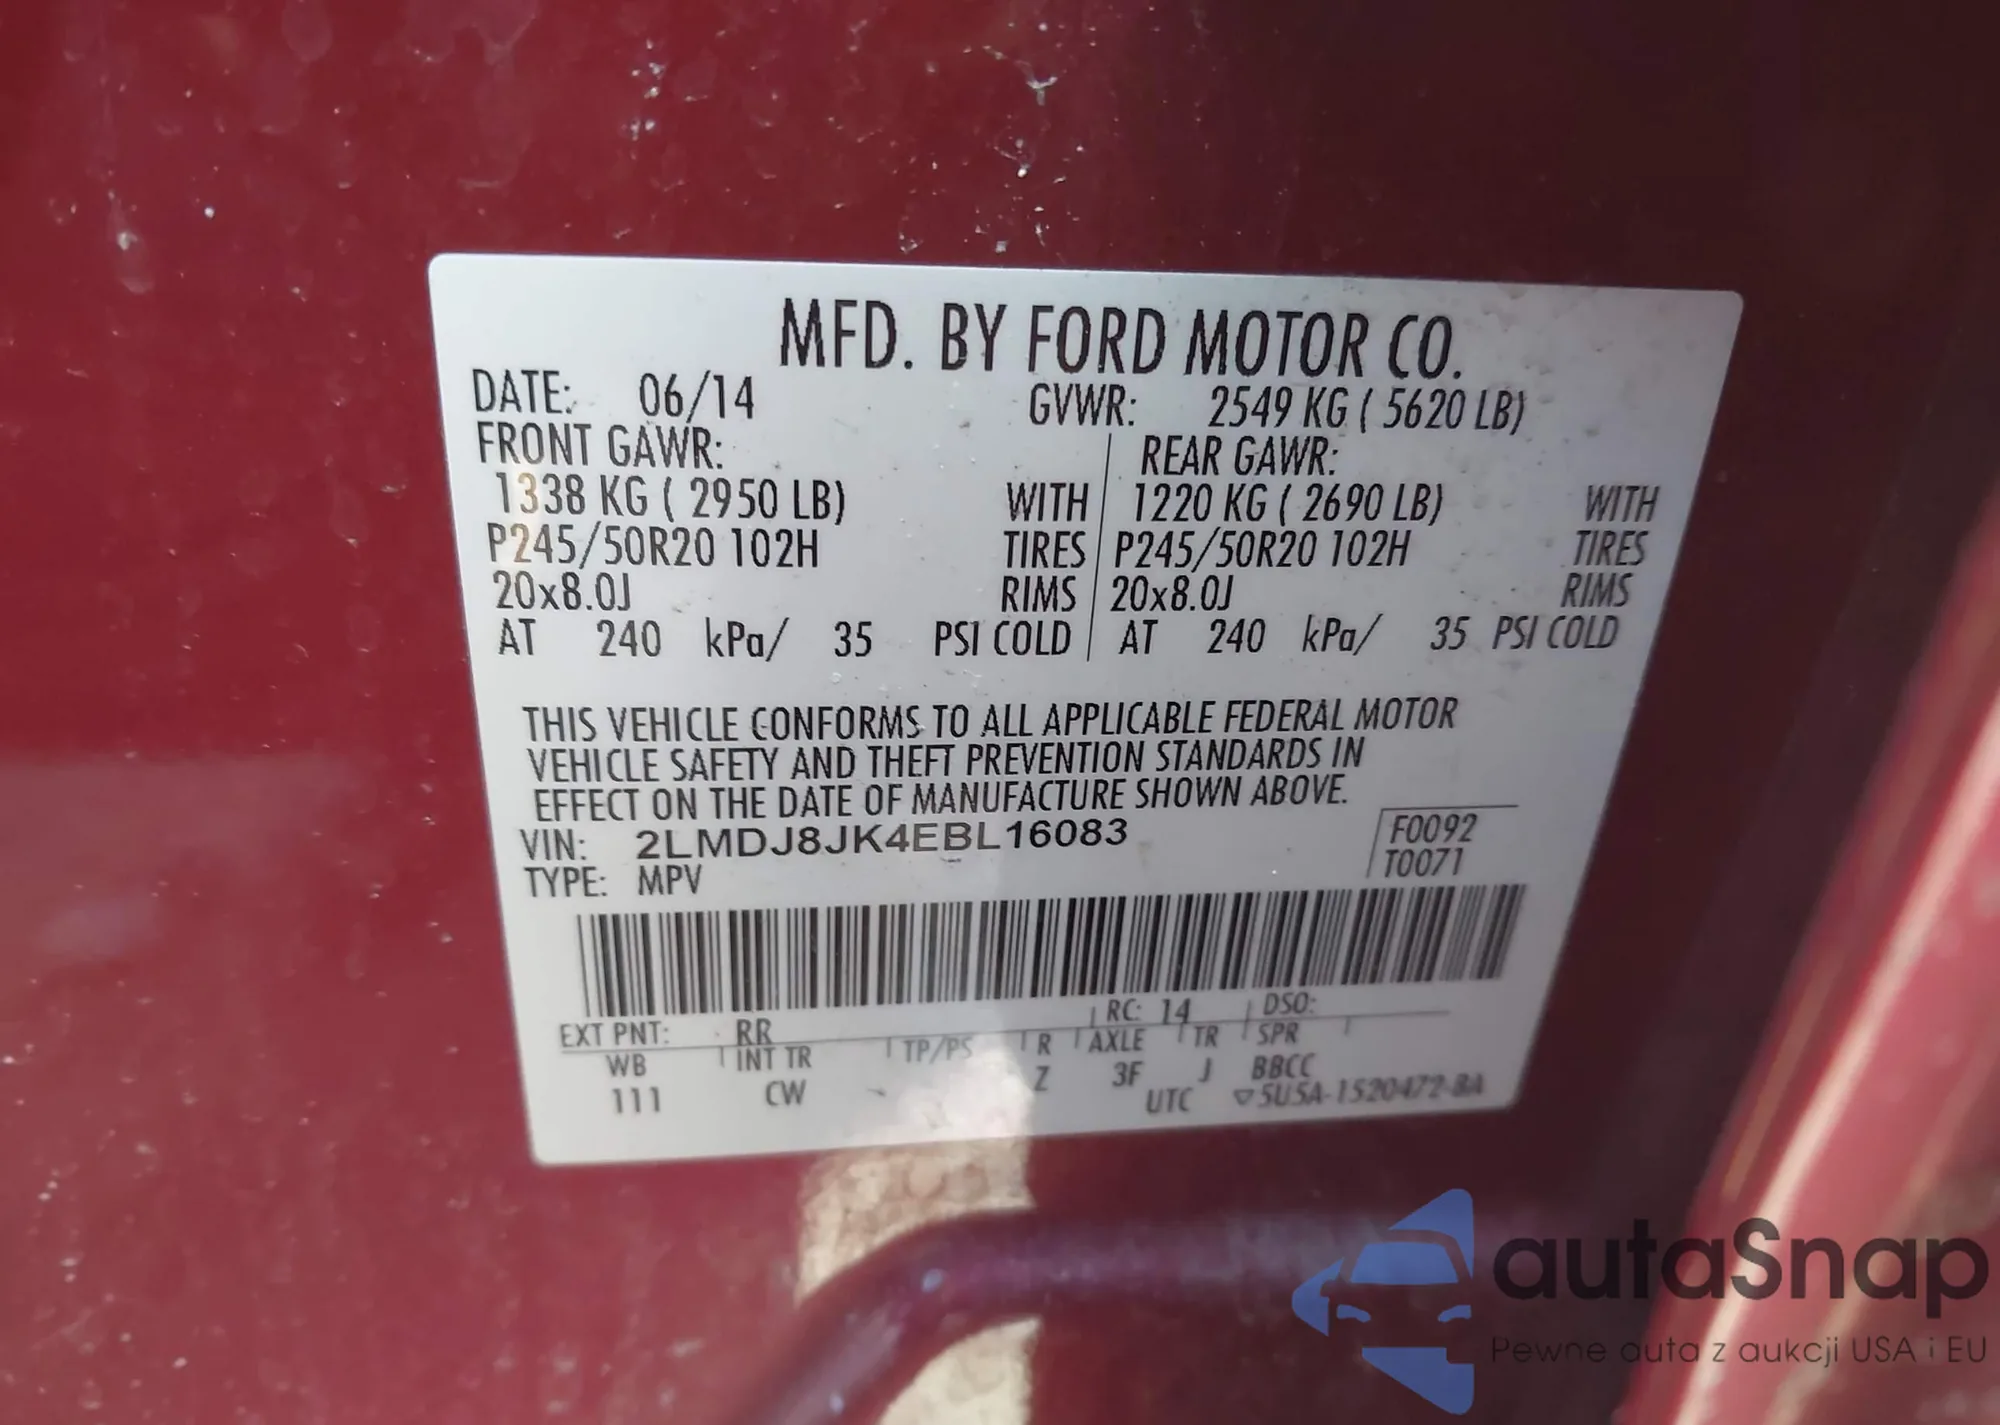 MFD. BY FORD MOTOR CO.
DATE: 06/14 GVWR: 2549 KG ( 5620 LB)
FRONT GAWR: REAR GAWR:
1338 KG ( 2950 LB) WITH 1220 KG ( 2690 LB) WITH
P245/50R20 102H TIRES P245/50R20 102H TIRES
20x8.0J RIMS 20x8.0J RIMS
AT 240 kPa/ 35 PSI COLD AT 240 kPa/ 35 PSI COLD
THIS VEHICLE CONFORMS TO ALL APPLICABLE FEDERAL MOTOR
VEHICLE SAFETY AND THEFT PREVENTION STANDARDS IN
EFFECT ON THE DATE OF MANUFACTURE SHOWN ABOVE.
VIN: 2LMDJ8JK4EBL16083 F0092
TYPE: MPV T0071
EXT PNT: RR RC: 14 DSO:
WB INT TR TP/PS R AXLE TR SPR
111 CW Z 3F J BBCC
UTC ▽5U5A-1520472-BA
autaSnap
Pewne auta z aukcji USA i EU